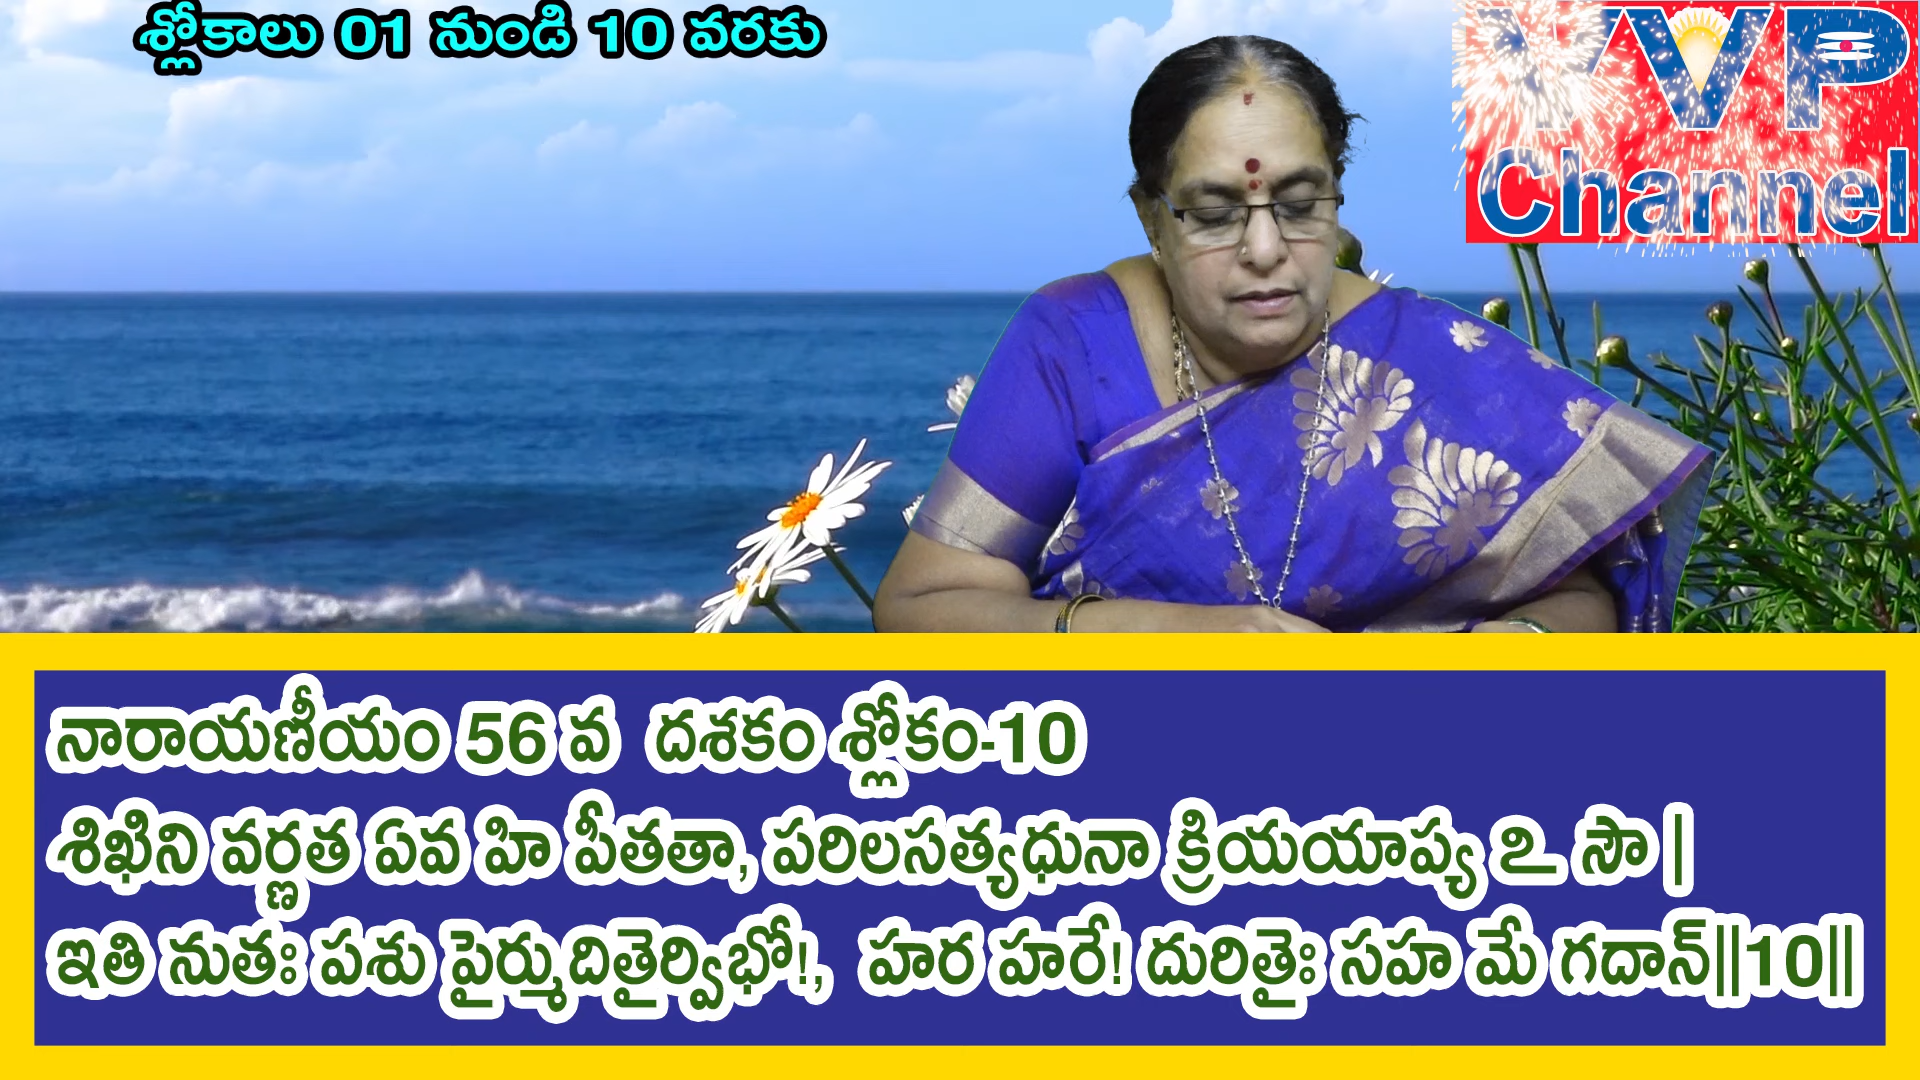 శ్లోకాలు 01 నుండి 10 వరకు
VVP
Channel
నారాయణీయం 56 వ దశకం శ్లోకం-10
శిఖిని వర్ణత ఏవ హి పీతతా, పరిలసత్యధునా క్రియయాప్య ఽ సౌ |
ఇతి నుతః పశు పైర్ముదితైర్విభో!, హర హరే! దురితైః సహ మే గదాన్||10||